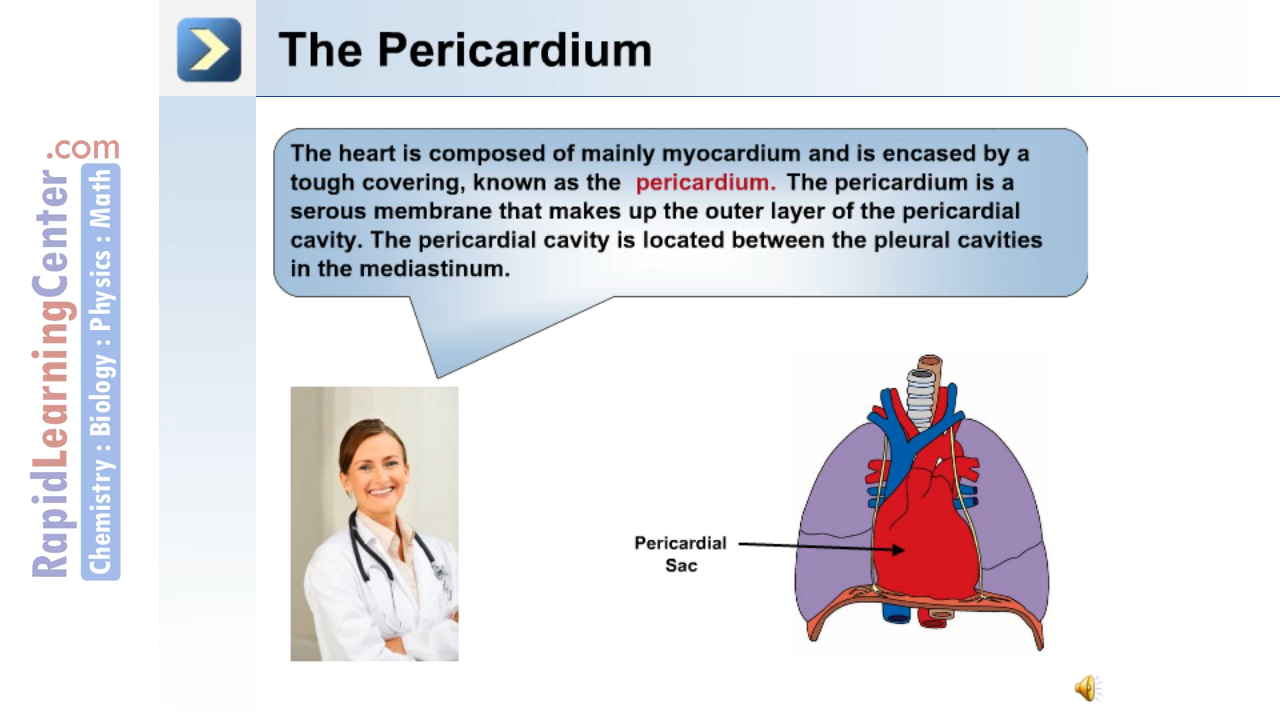 The Pericardium
The heart is composed of mainly myocardium and is encased by a
tough covering, known as the pericardium. The pericardium is a
serous membrane that makes up the outer layer of the pericardial
cavity. The pericardial cavity is located between the pleural cavities
in the mediastinum.
Pericardial
Sac
RapidLearningCenter.com
Chemistry : Biology : Physics : Math